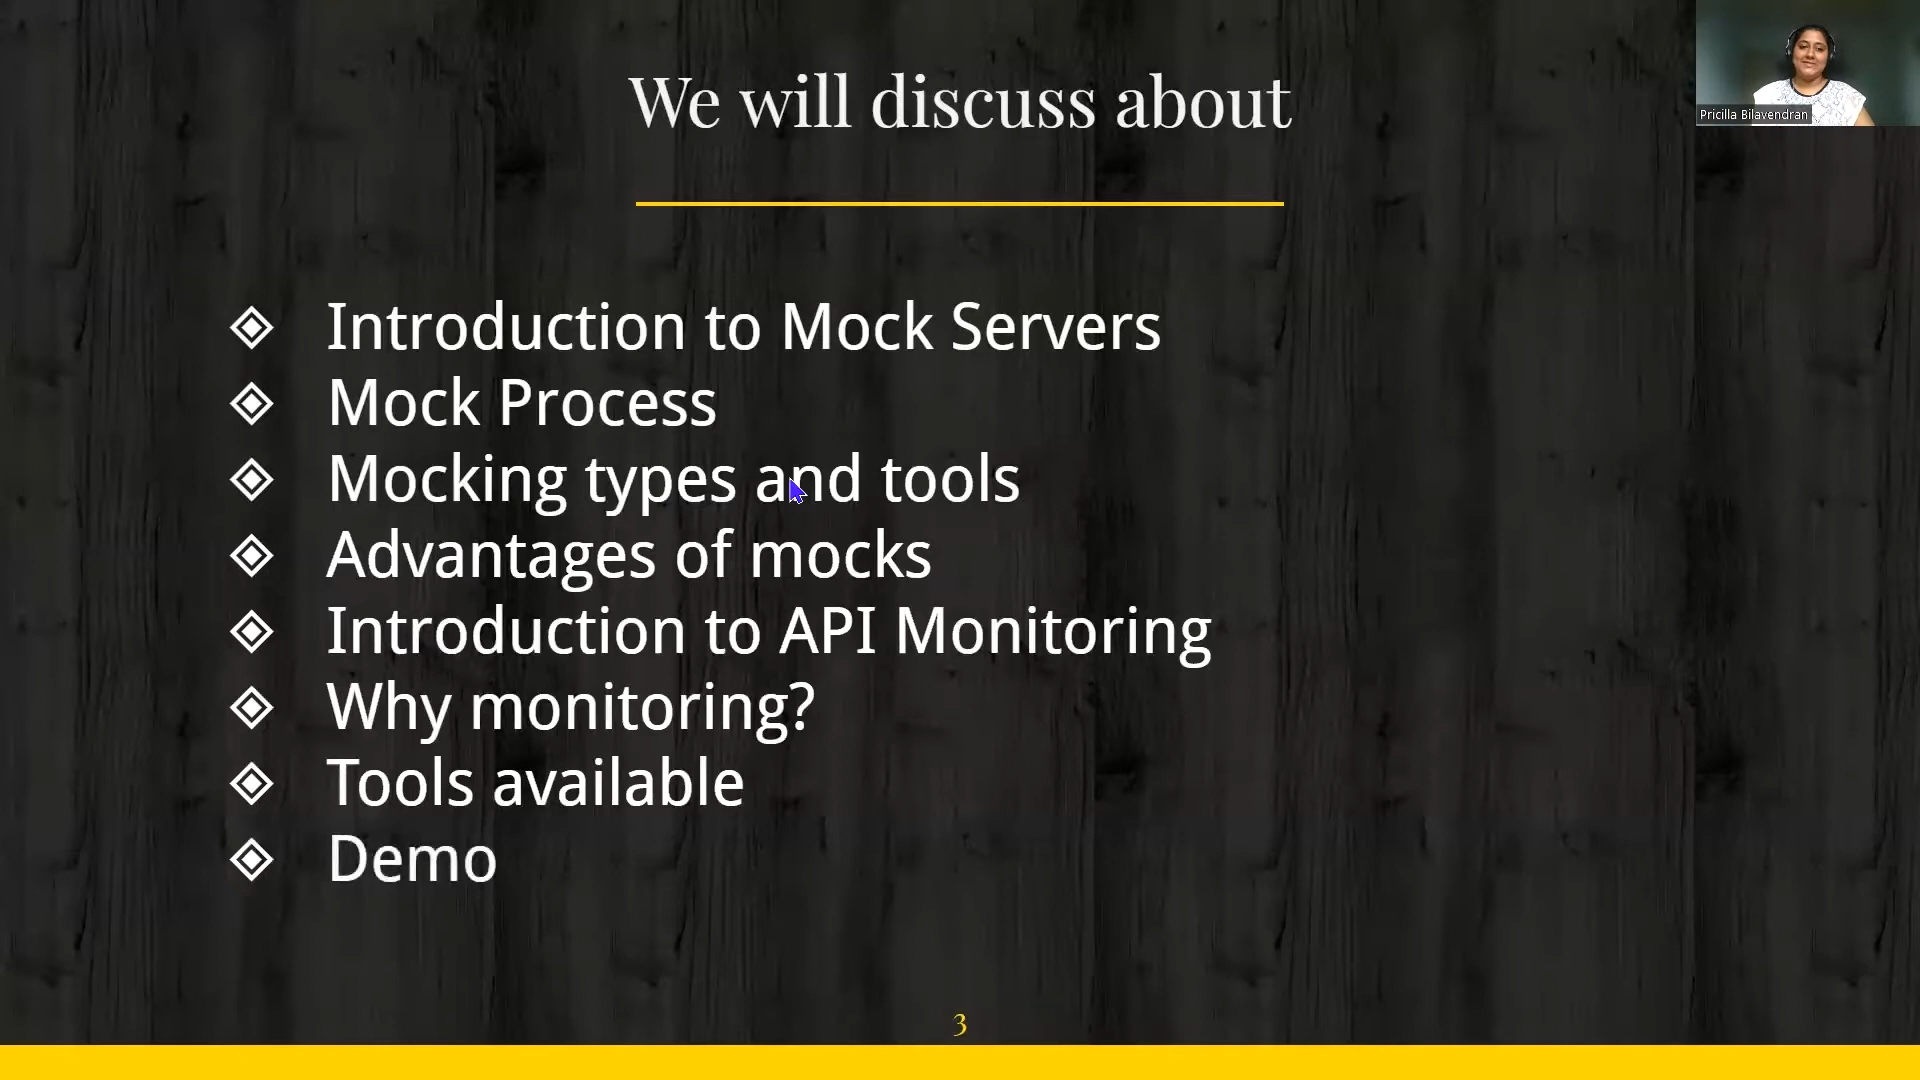 We will discuss about
Pricilla Bilavendran
Introduction to Mock Servers
Mock Process
Mocking types and tools
Advantages of mocks
Introduction to API Monitoring
Why monitoring?
Tools available
Demo
3